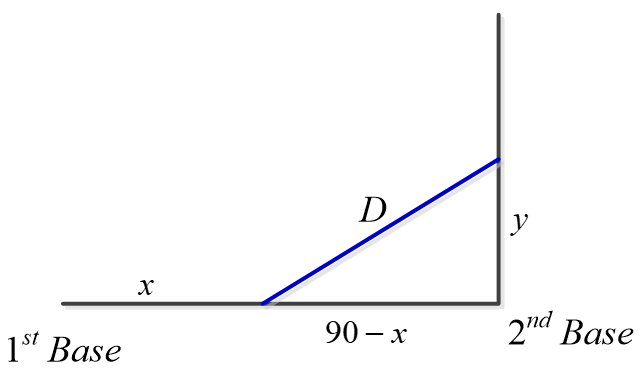 D
y
x
90 − x
1st Base
2nd Base